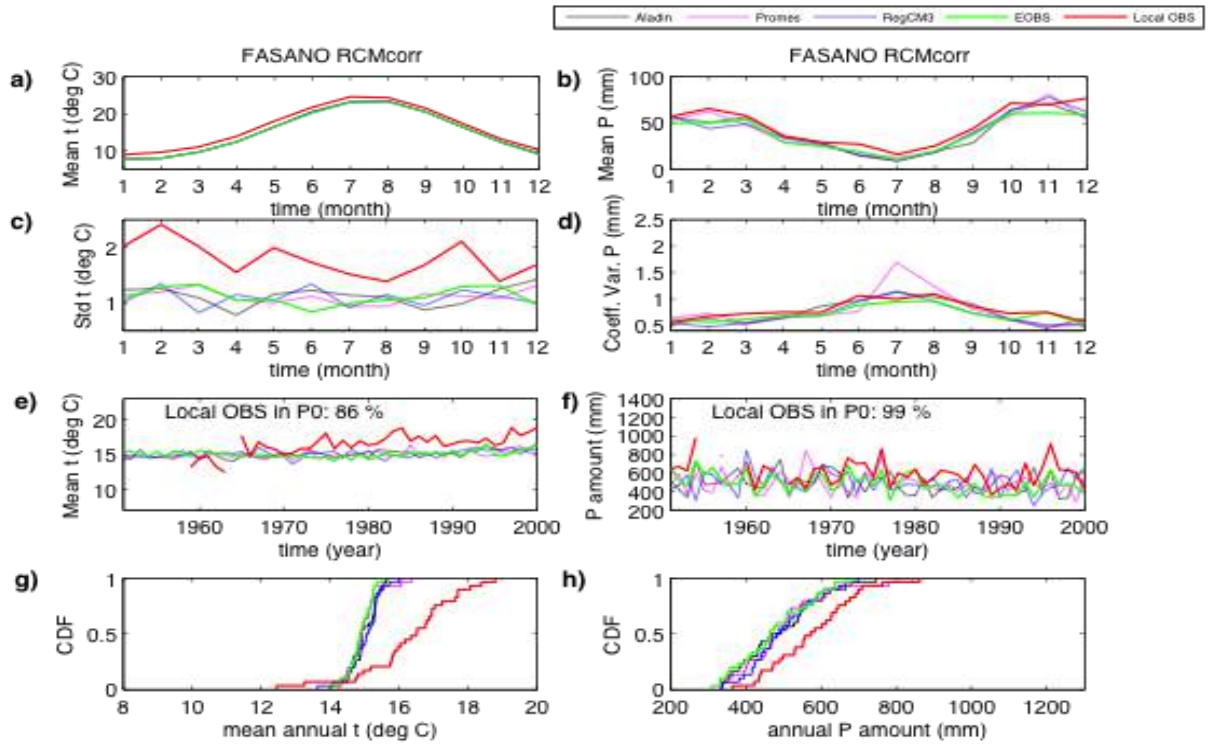 Aladin Promes RegCM3 EOBS Local OBS
FASANO RCMcorr
FASANO RCMcorr
a)
Mean t (deg C)
30
20
10
1 2 3 4 5 6 7 8 9 10 11 12
time (month)
b)
Mean P (mm)
100
50
0
1 2 3 4 5 6 7 8 9 10 11 12
time (month)
c)
Std t (deg C)
2
1
1 2 3 4 5 6 7 8 9 10 11 12
time (month)
d)
Coeff. Var. P (mm)
2.5
2
1.5
1
0.5
1 2 3 4 5 6 7 8 9 10 11 12
time (month)
e)
Local OBS in P0: 86 %
Mean t (deg C)
20
15
10
1960 1970 1980 1990 2000
time (year)
f)
Local OBS in P0: 99 %
P amount (mm)
1400
1200
1000
800
600
400
200
1960 1970 1980 1990 2000
time (year)
g)
CDF
1
0.5
0
8 10 12 14 16 18 20
mean annual t (deg C)
h)
CDF
1
0.5
0
200 400 600 800 1000 1200
annual P amount (mm)